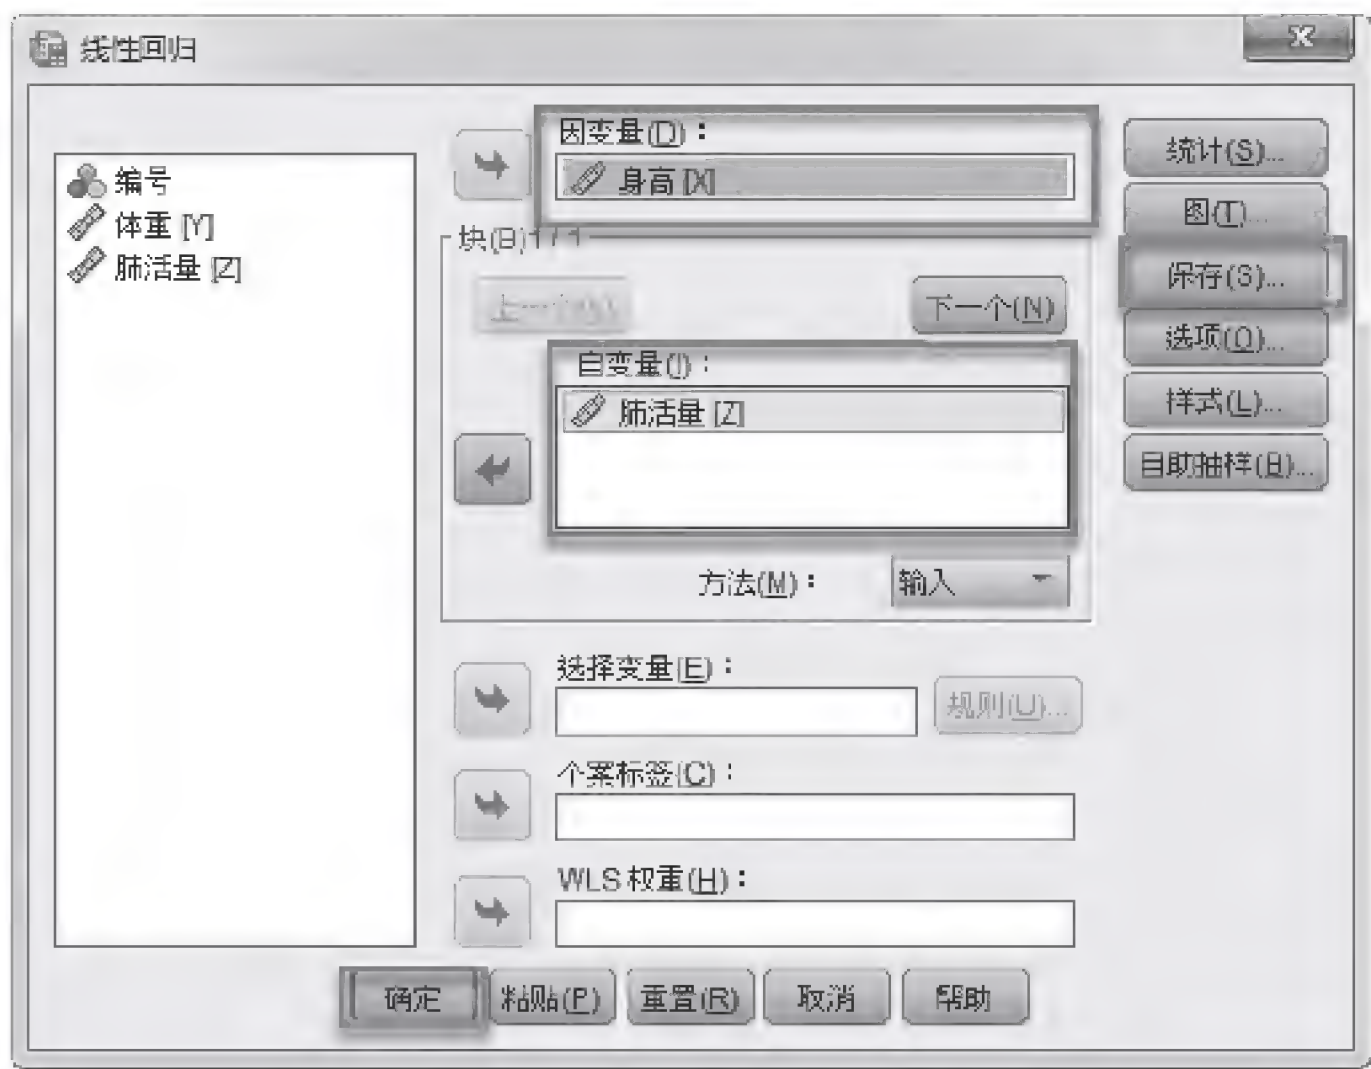 线性回归
编号
体重 [Y]
肺活量 [Z]
因变量(D)：
身高 [X]
块(B)1 / 1
上一个(V)
下一个(N)
自变量(I)：
肺活量 [Z]
方法(M)：
输入
选择变量(E)：
规则(U)...
个案标签(C)：
WLS 权重(H)：
统计(S)...
图(T)...
保存(S)...
选项(O)...
样式(L)...
自助抽样(B)...
确定
粘贴(P)
重置(R)
取消
帮助